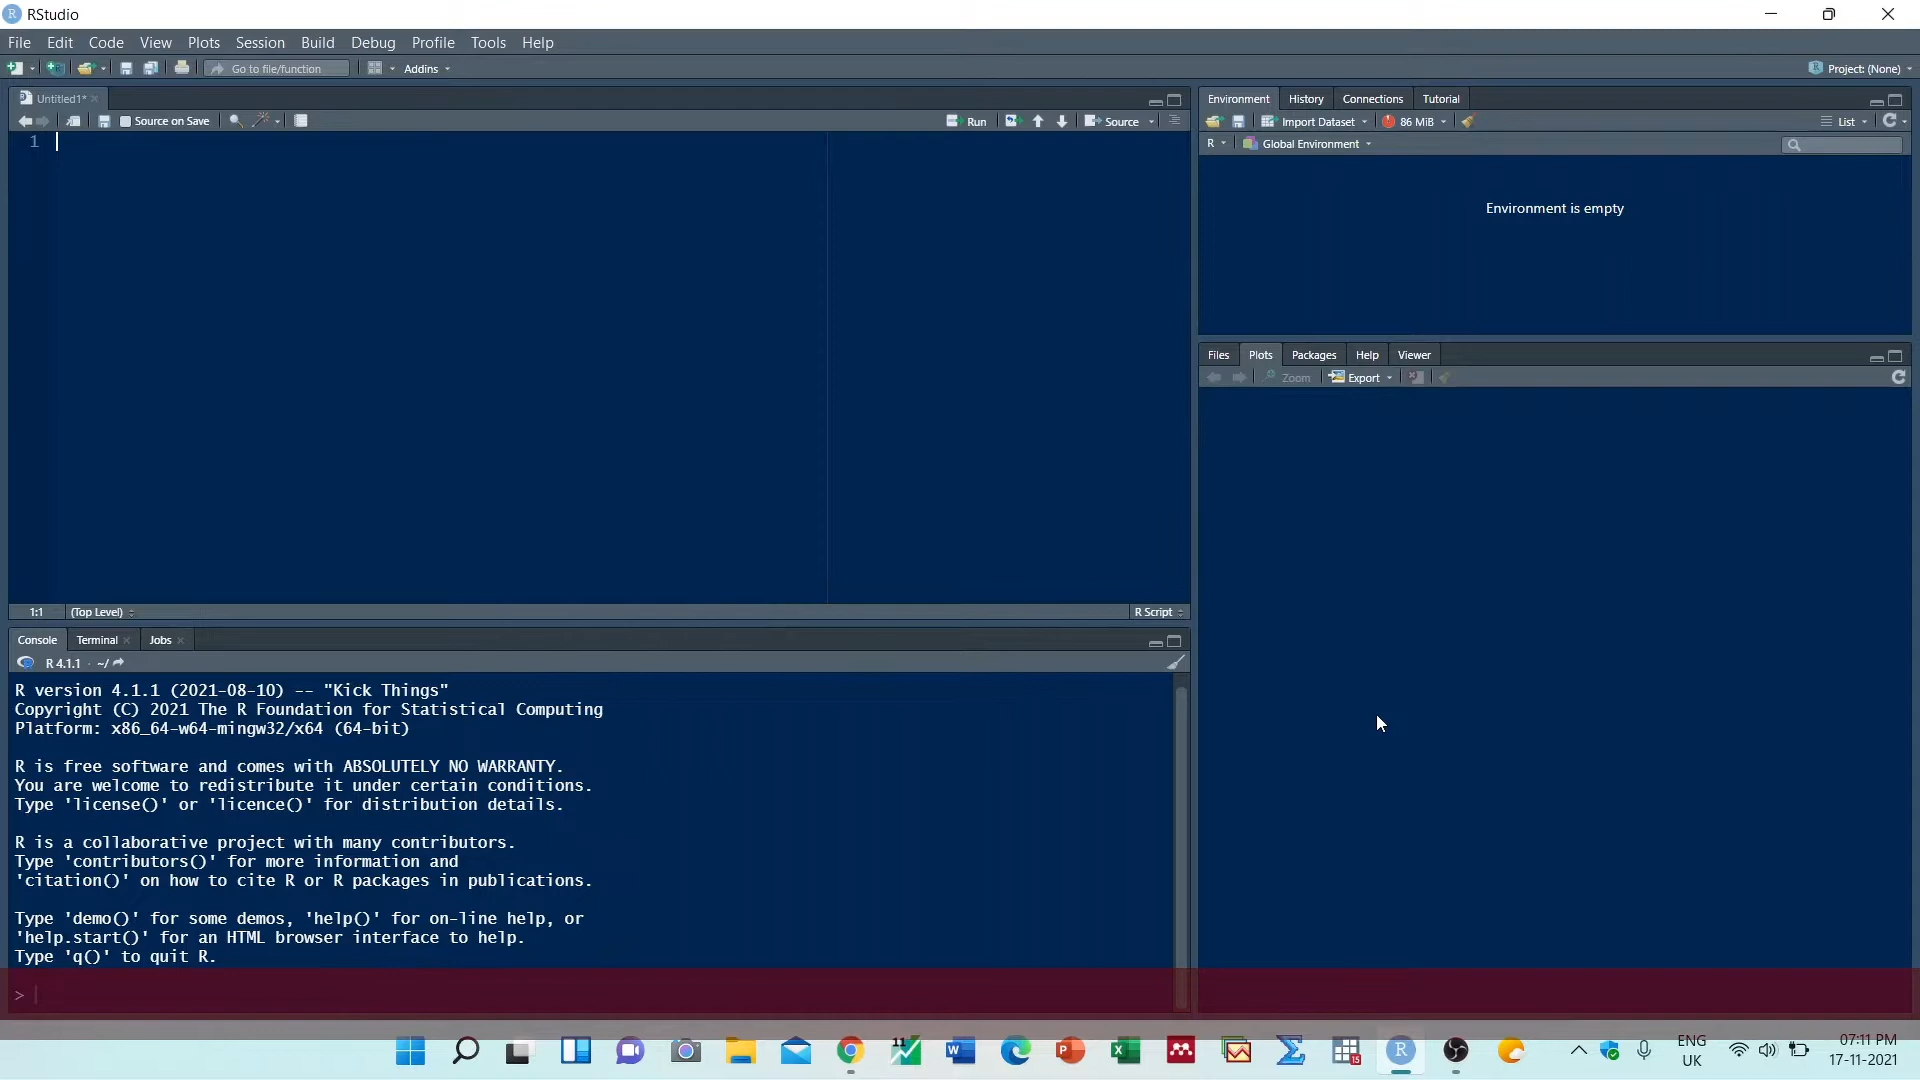 RStudio
File Edit Code View Plots Session Build Debug Profile Tools Help
Go to file/function Addins Project: (None)
Untitled1*
Source on Save Run Source
1
1:1 (Top Level) R Script
Environment History Connections Tutorial
Import Dataset 86 MiB List
R Global Environment
Environment is empty
Files Plots Packages Help Viewer
Zoom Export
Console Terminal Jobs
R 4.1.1 · ~/
R version 4.1.1 (2021-08-10) -- "Kick Things"
Copyright (C) 2021 The R Foundation for Statistical Computing
Platform: x86_64-w64-mingw32/x64 (64-bit)
R is free software and comes with ABSOLUTELY NO WARRANTY.
You are welcome to redistribute it under certain conditions.
Type 'license()' or 'licence()' for distribution details.
R is a collaborative project with many contributors.
Type 'contributors()' for more information and
'citation()' on how to cite R or R packages in publications.
Type 'demo()' for some demos, 'help()' for on-line help, or
'help.start()' for an HTML browser interface to help.
Type 'q()' to quit R.
>
ENG 07:11 PM
UK 17-11-2021